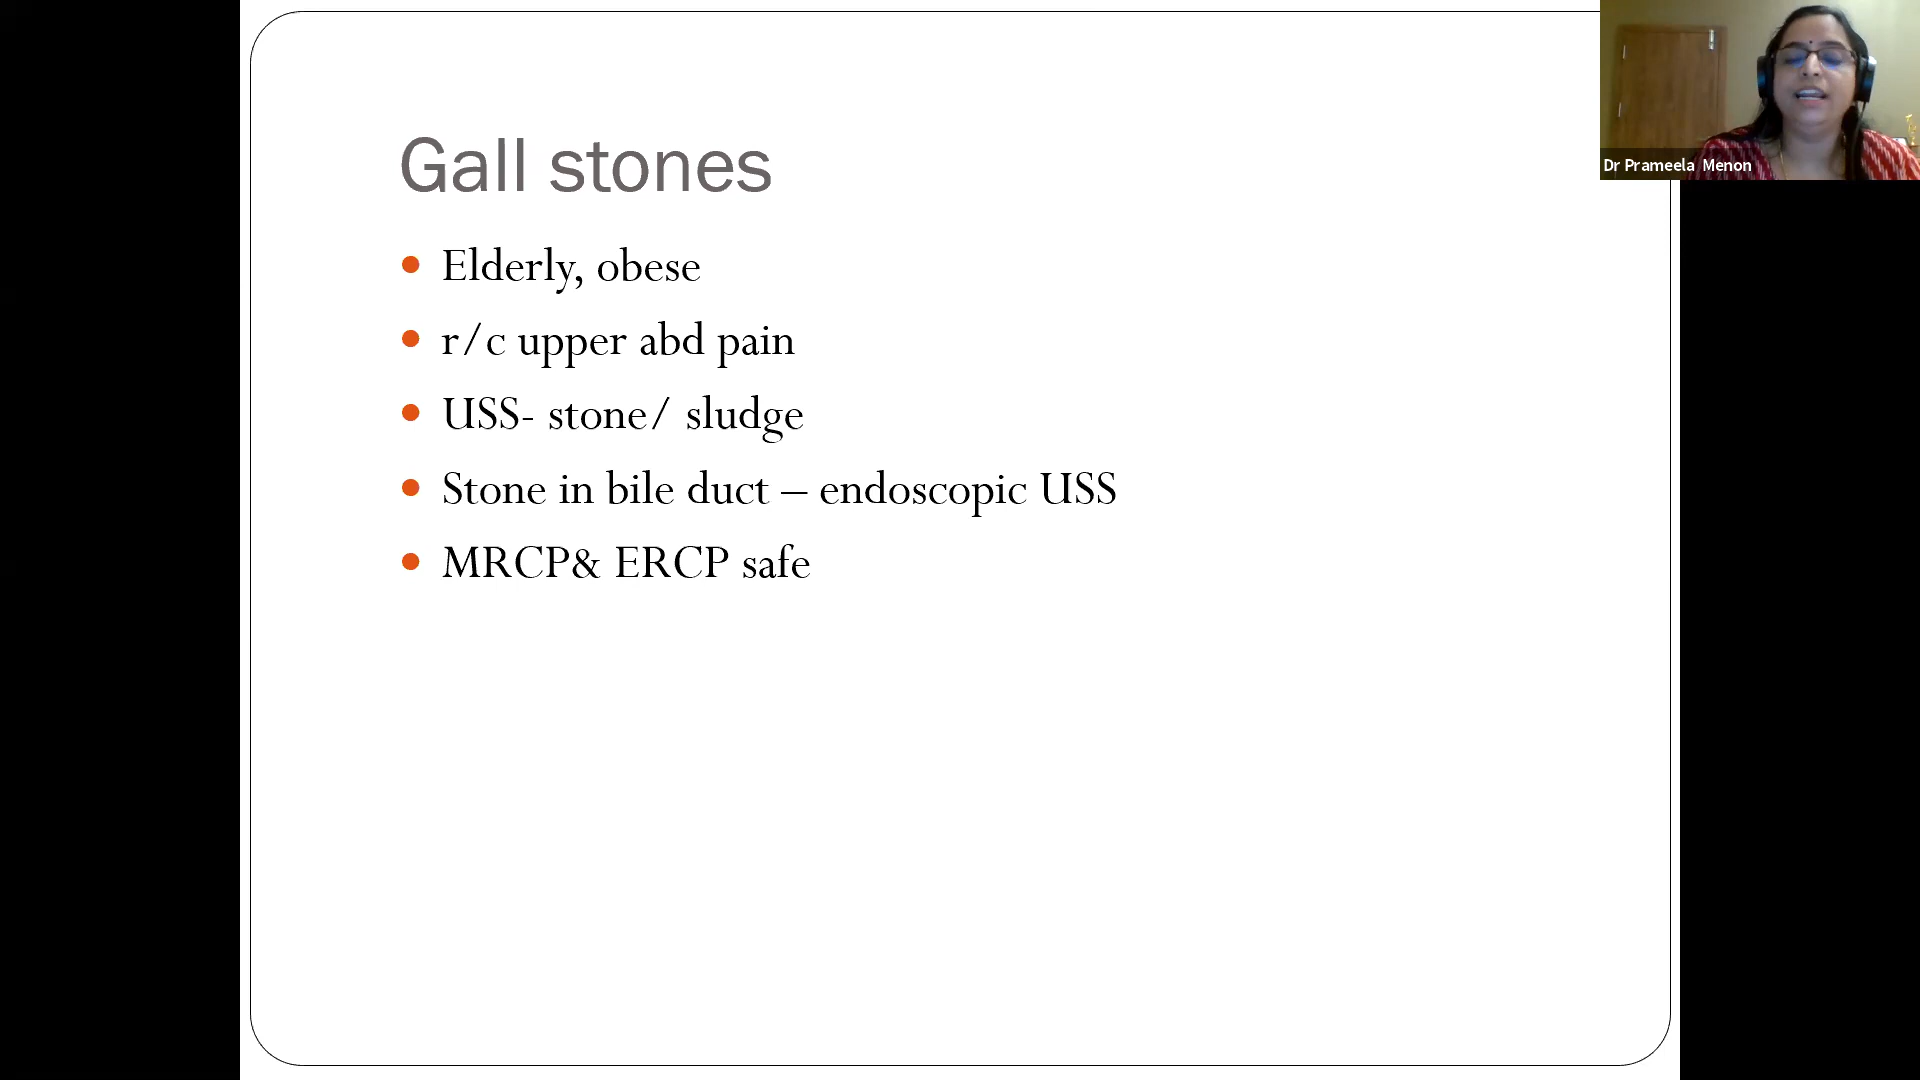 Gall stones
Elderly, obese
r/c upper abd pain
USS- stone/ sludge
Stone in bile duct – endoscopic USS
MRCP& ERCP safe
Dr Prameela Menon